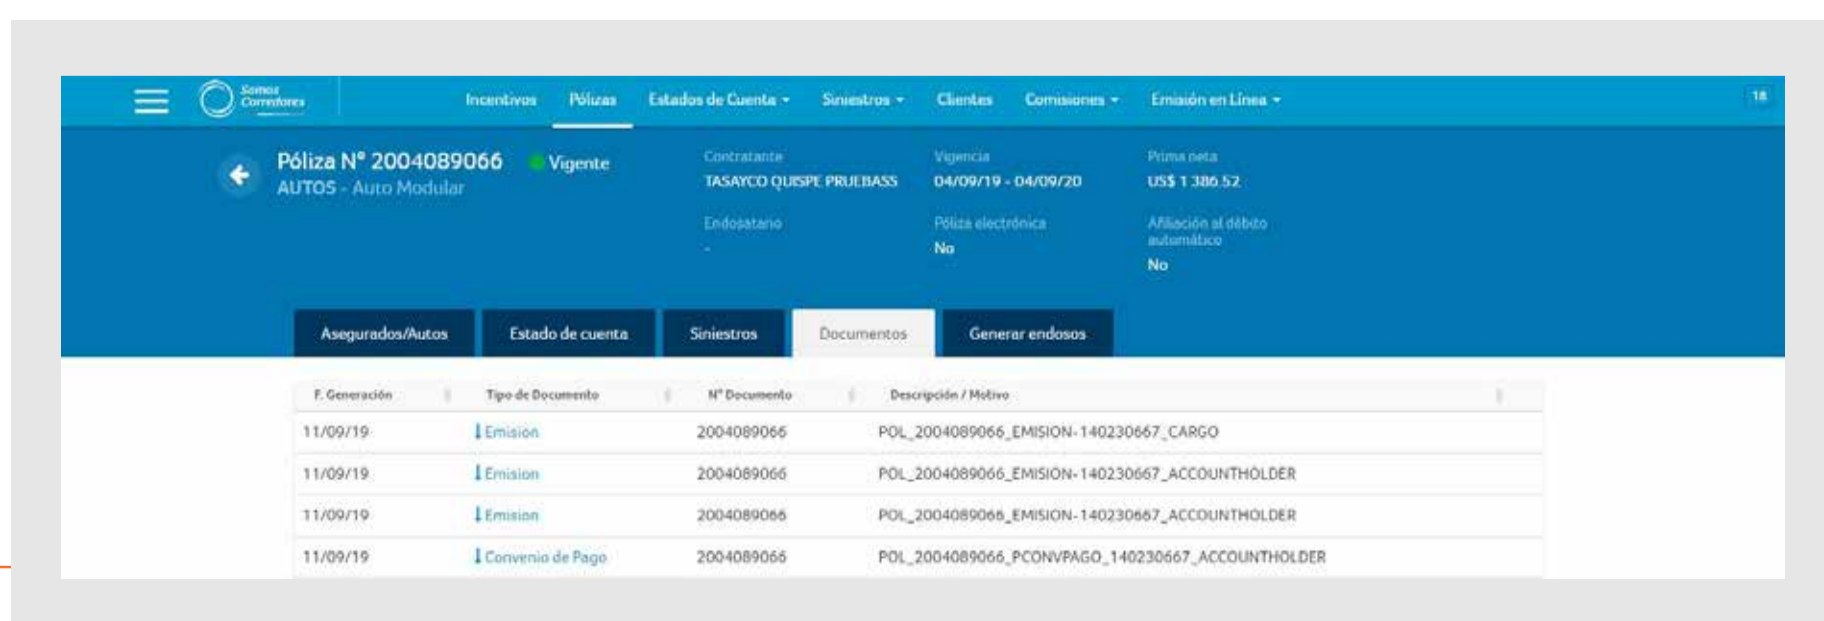 Somos
Corredores
Incentivos Pólizas Estados de Cuenta Siniestros Clientes Comisiones Emisión en Línea 18
Póliza Nº 2004089066 Vigente
AUTOS - Auto Modular
Contratante
TASAYCO QUISPE PRUEBASS
Vigencia
04/09/19 - 04/09/20
Prima neta
US$ 1 386.52
Endosatario
-
Póliza electrónica
No
Afiliación al débito
automático
No
Asegurados/Autos Estado de cuenta Siniestros Documentos Generar endosos
F. Generación Tipo de Documento Nº Documento Descripción / Motivo
11/09/19 Emision 2004089066 POL_2004089066_EMISION-140230667_CARGO
11/09/19 Emision 2004089066 POL_2004089066_EMISION-140230667_ACCOUNTHOLDER
11/09/19 Emision 2004089066 POL_2004089066_EMISION-140230667_ACCOUNTHOLDER
11/09/19 Convenio de Pago 2004089066 POL_2004089066_PCONVPAGO_140230667_ACCOUNTHOLDER